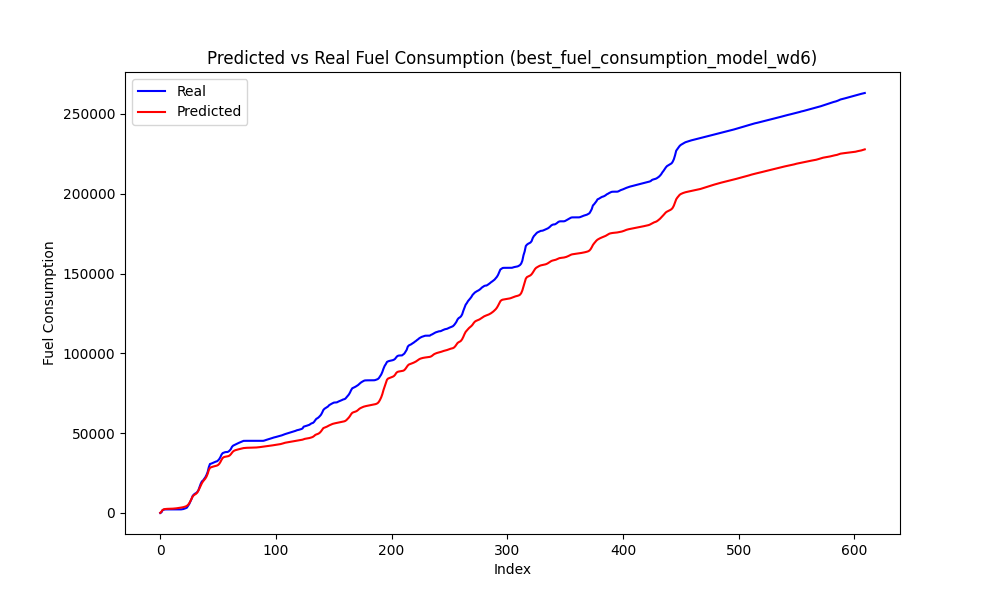 Predicted vs Real Fuel Consumption (best_fuel_consumption_model_wd6)
Real
Predicted
Fuel Consumption
250000
200000
150000
100000
50000
0
0 100 200 300 400 500 600
Index